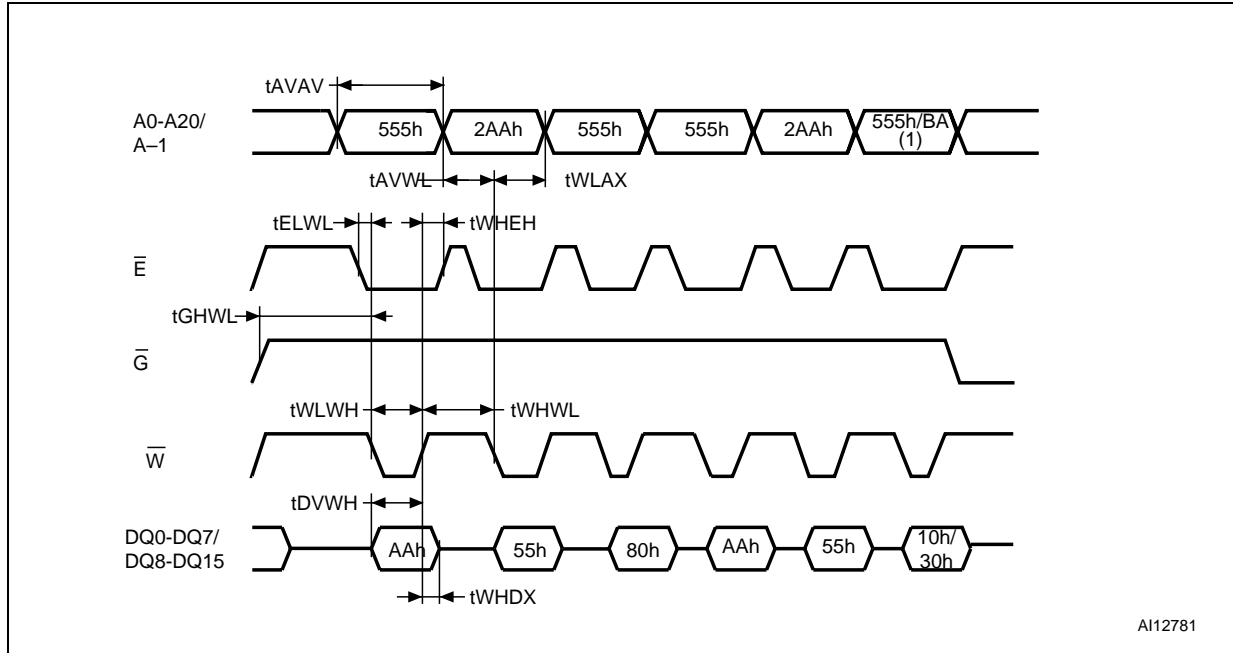 tAVAV
A0-A20/
A–1
555h 2AAh 555h 555h 2AAh 555h/BA
(1)
tAVWL tWLAX
tELWL tWHEH
E
tGHWL
G
tWLWH tWHWL
W
tDVWH
DQ0-DQ7/
DQ8-DQ15
AAh 55h 80h AAh 55h 10h/
30h
tWHDX
AI12781